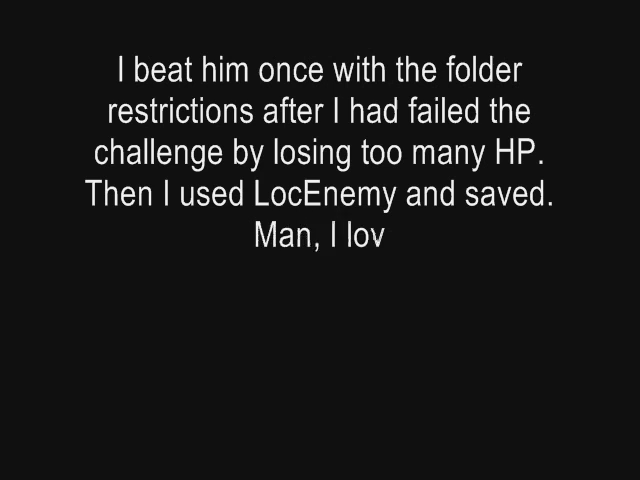 I beat him once with the folder
restrictions after I had failed the
challenge by losing too many HP.
Then I used LocEnemy and saved.
Man, I lov